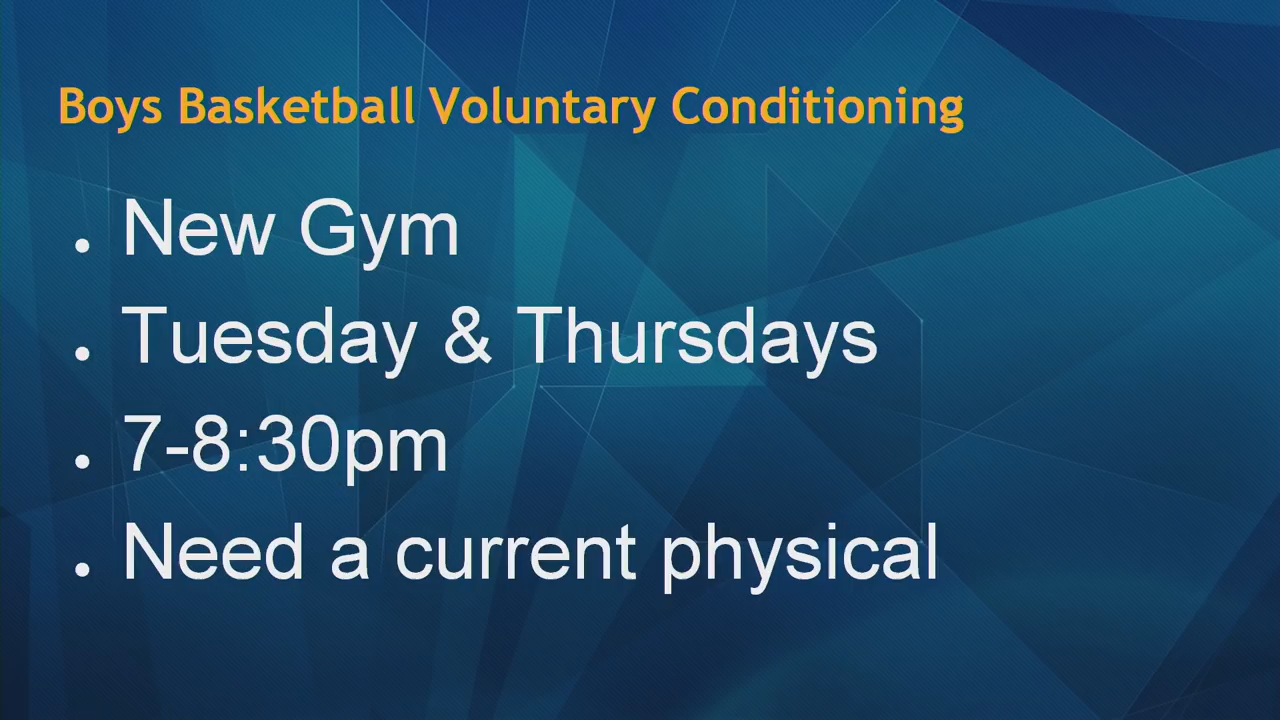 Boys Basketball Voluntary Conditioning
• New Gym
• Tuesday & Thursdays
• 7-8:30pm
• Need a current physical